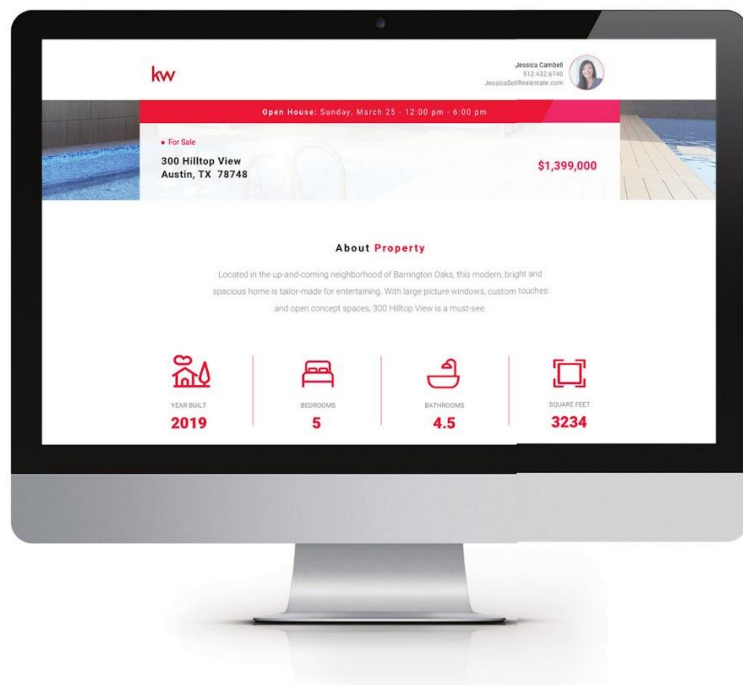 kw
Jessica Cambell
512.432.6740
JessicaSellRealestate.com
Open House: Sunday, March 25 - 12:00 pm - 6:00 pm
For Sale
300 Hilltop View
Austin, TX 78748
$1,399,000
About Property
Located in the up-and-coming neighborhood of Barrington Oaks, this modern, bright and
spacious home is tailor-made for entertaining. With large picture windows, custom touches
and open concept spaces, 300 Hilltop View is a must-see.
YEAR BUILT
2019
BEDROOMS
5
BATHROOMS
4.5
SQUARE FEET
3234